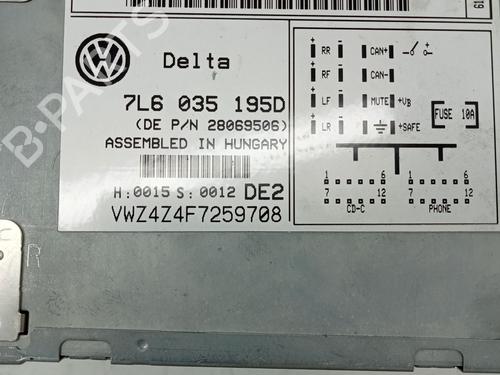 Delta
7L6 035 195D
(DE P/N 28069506)
ASSEMBLED IN HUNGARY
H:0015 S:0012 DE2
VWZ4Z4F7259708
+ RR - CAN+
+ RF - CAN-
+ LF - MUTE +VB
+ LR - +SAFE
FUSE 10A
1 6 1 6
7 12 7 12
CD-C PHONE
B-PARTS
R